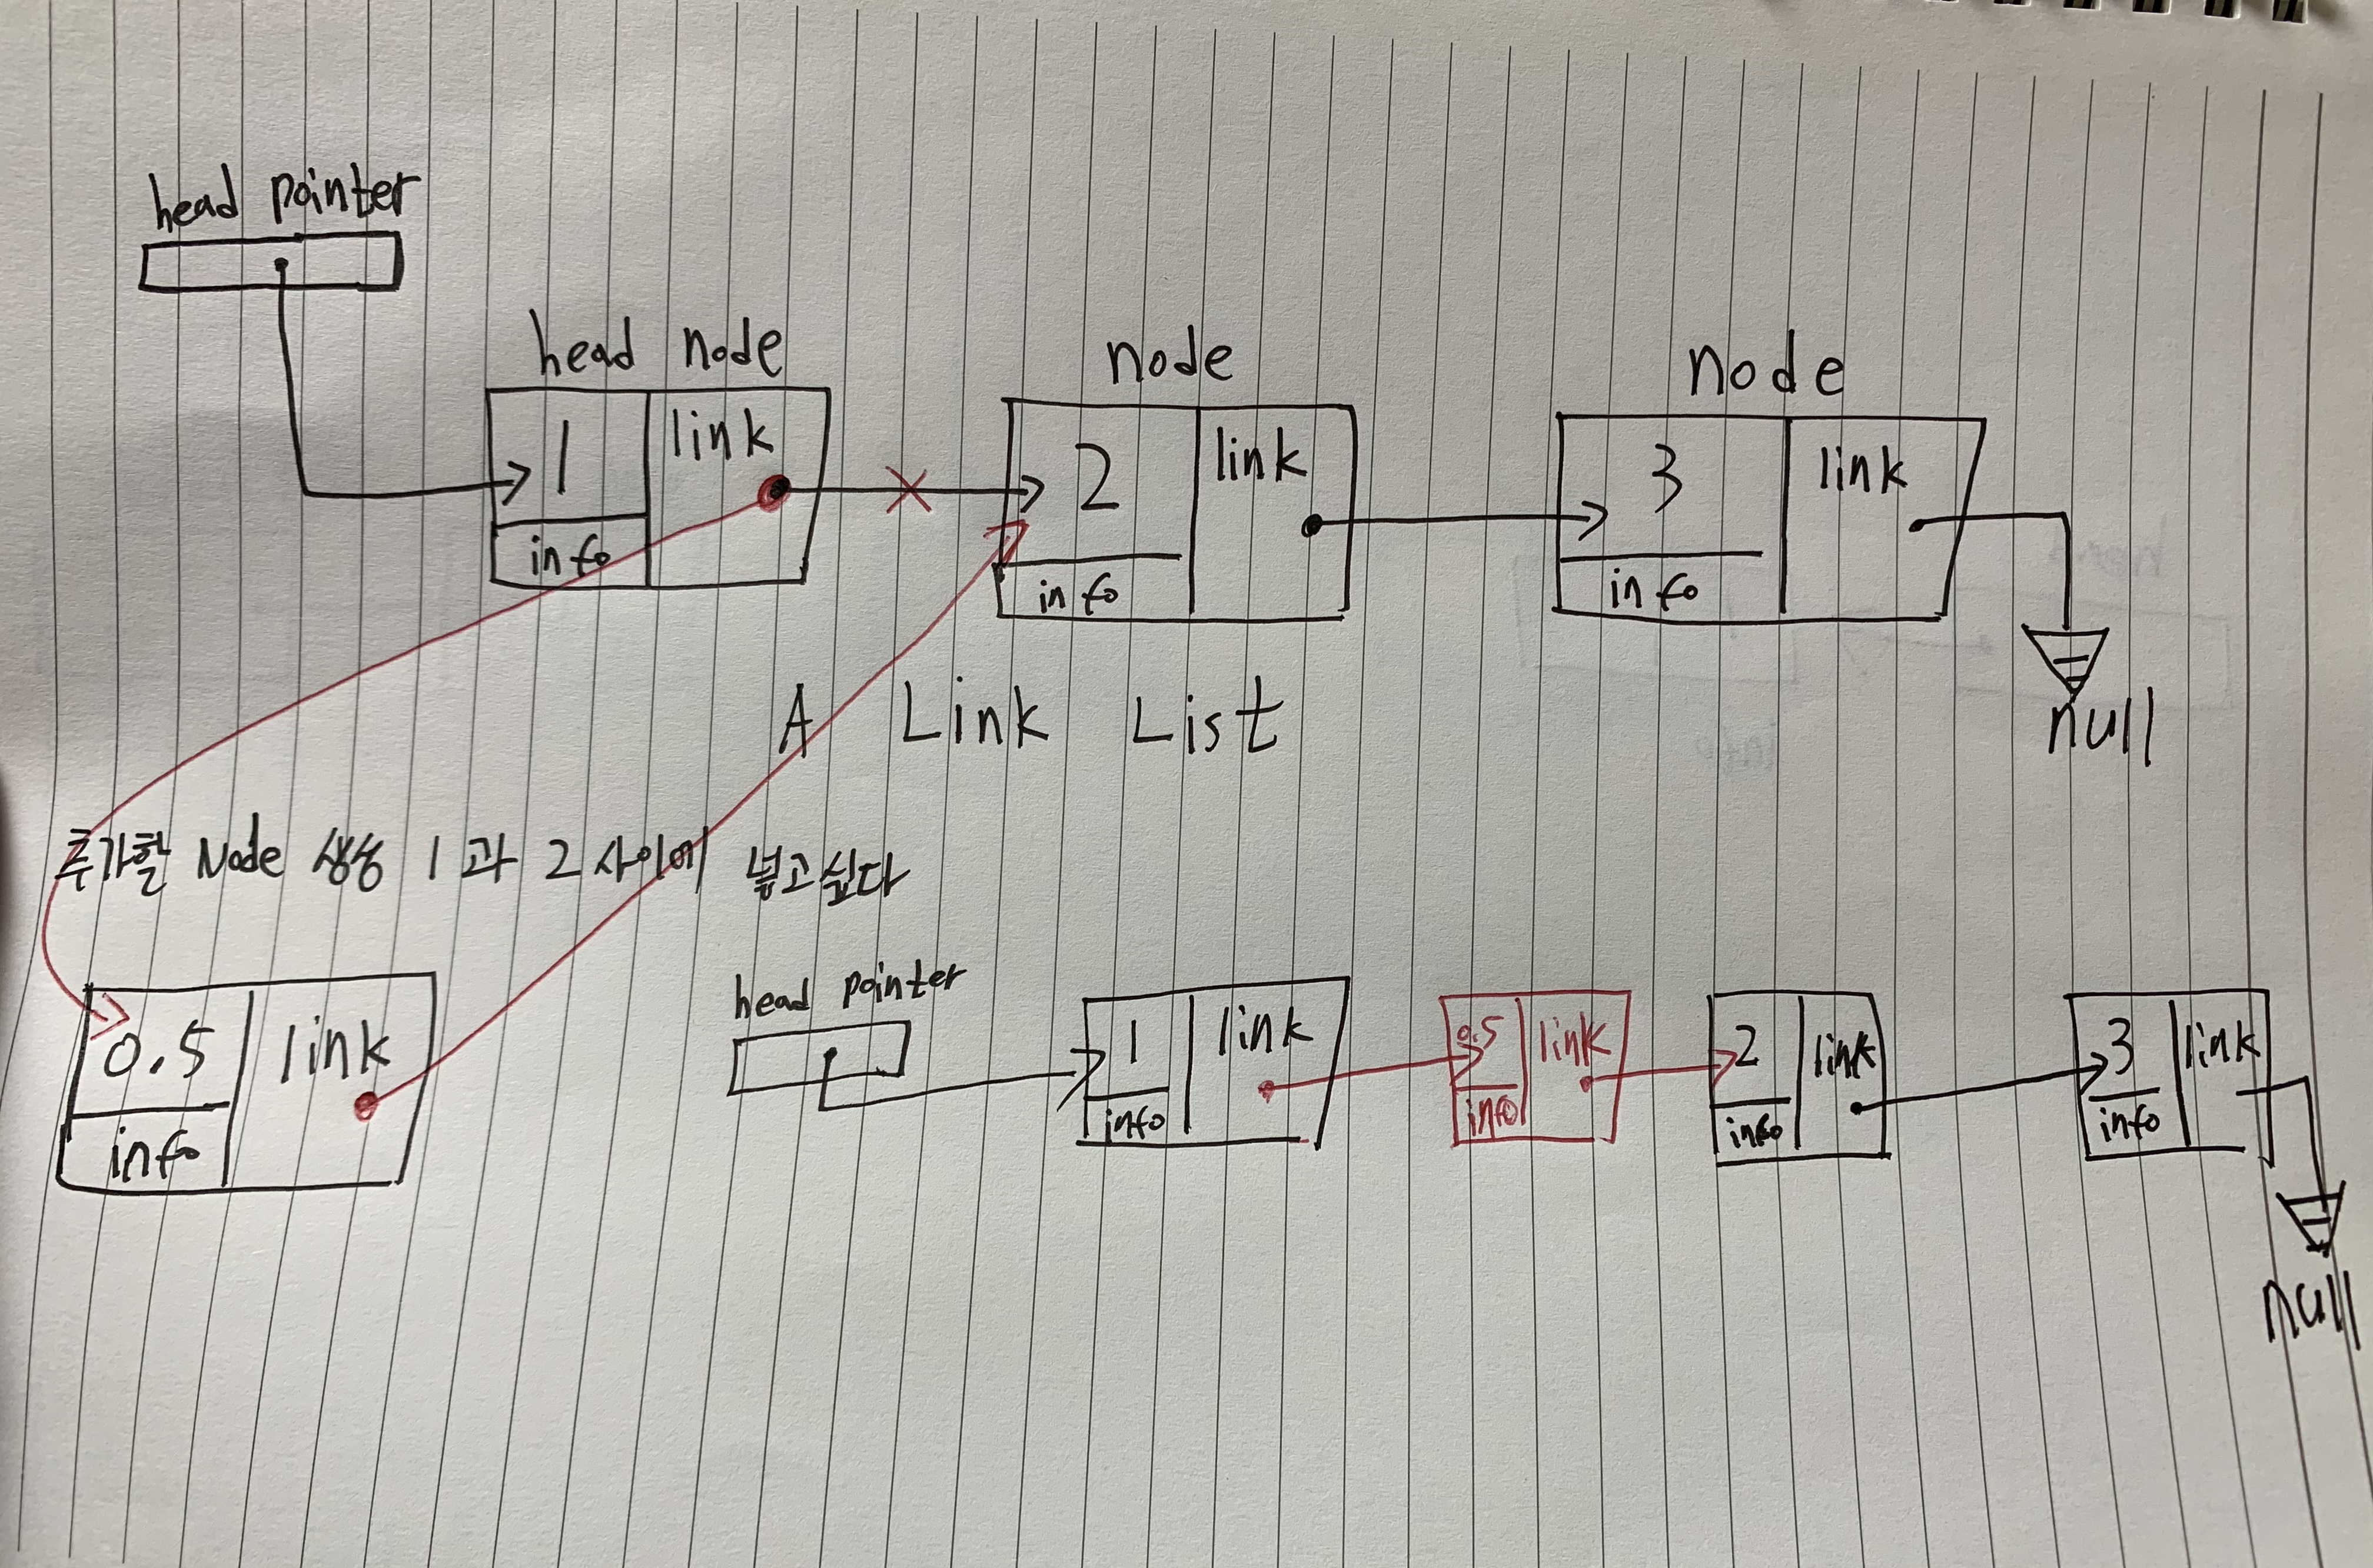 head pointer
head node
node
node
1
link
2
link
3
link
info
info
info
A Link List
null
추가할 Node 생성 1과 2 사이에 넣고싶다
head pointer
0.5
link
1
link
0.5
link
2
link
3
link
info
info
info
info
info
null